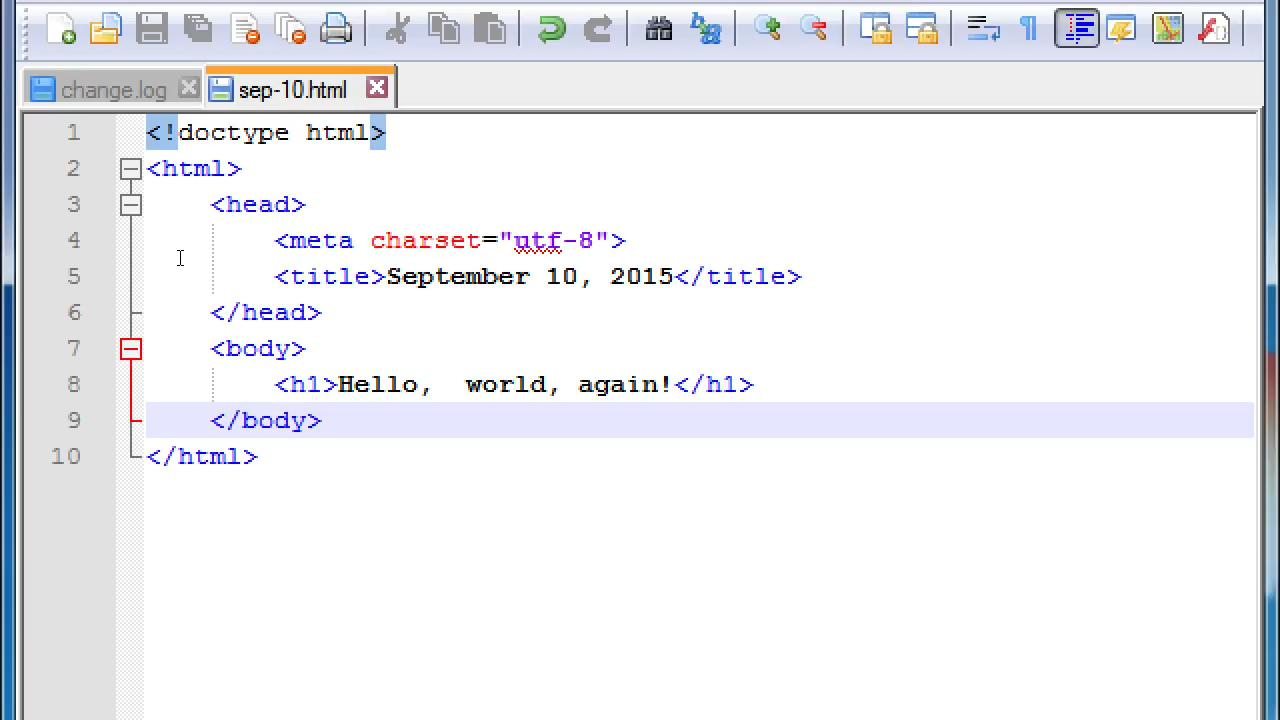 change.log sep-10.html
1 <!doctype html>
2 <html>
3 <head>
4 <meta charset="utf-8">
5 <title>September 10, 2015</title>
6 </head>
7 <body>
8 <h1>Hello,  world, again!</h1>
9 </body>
10 </html>